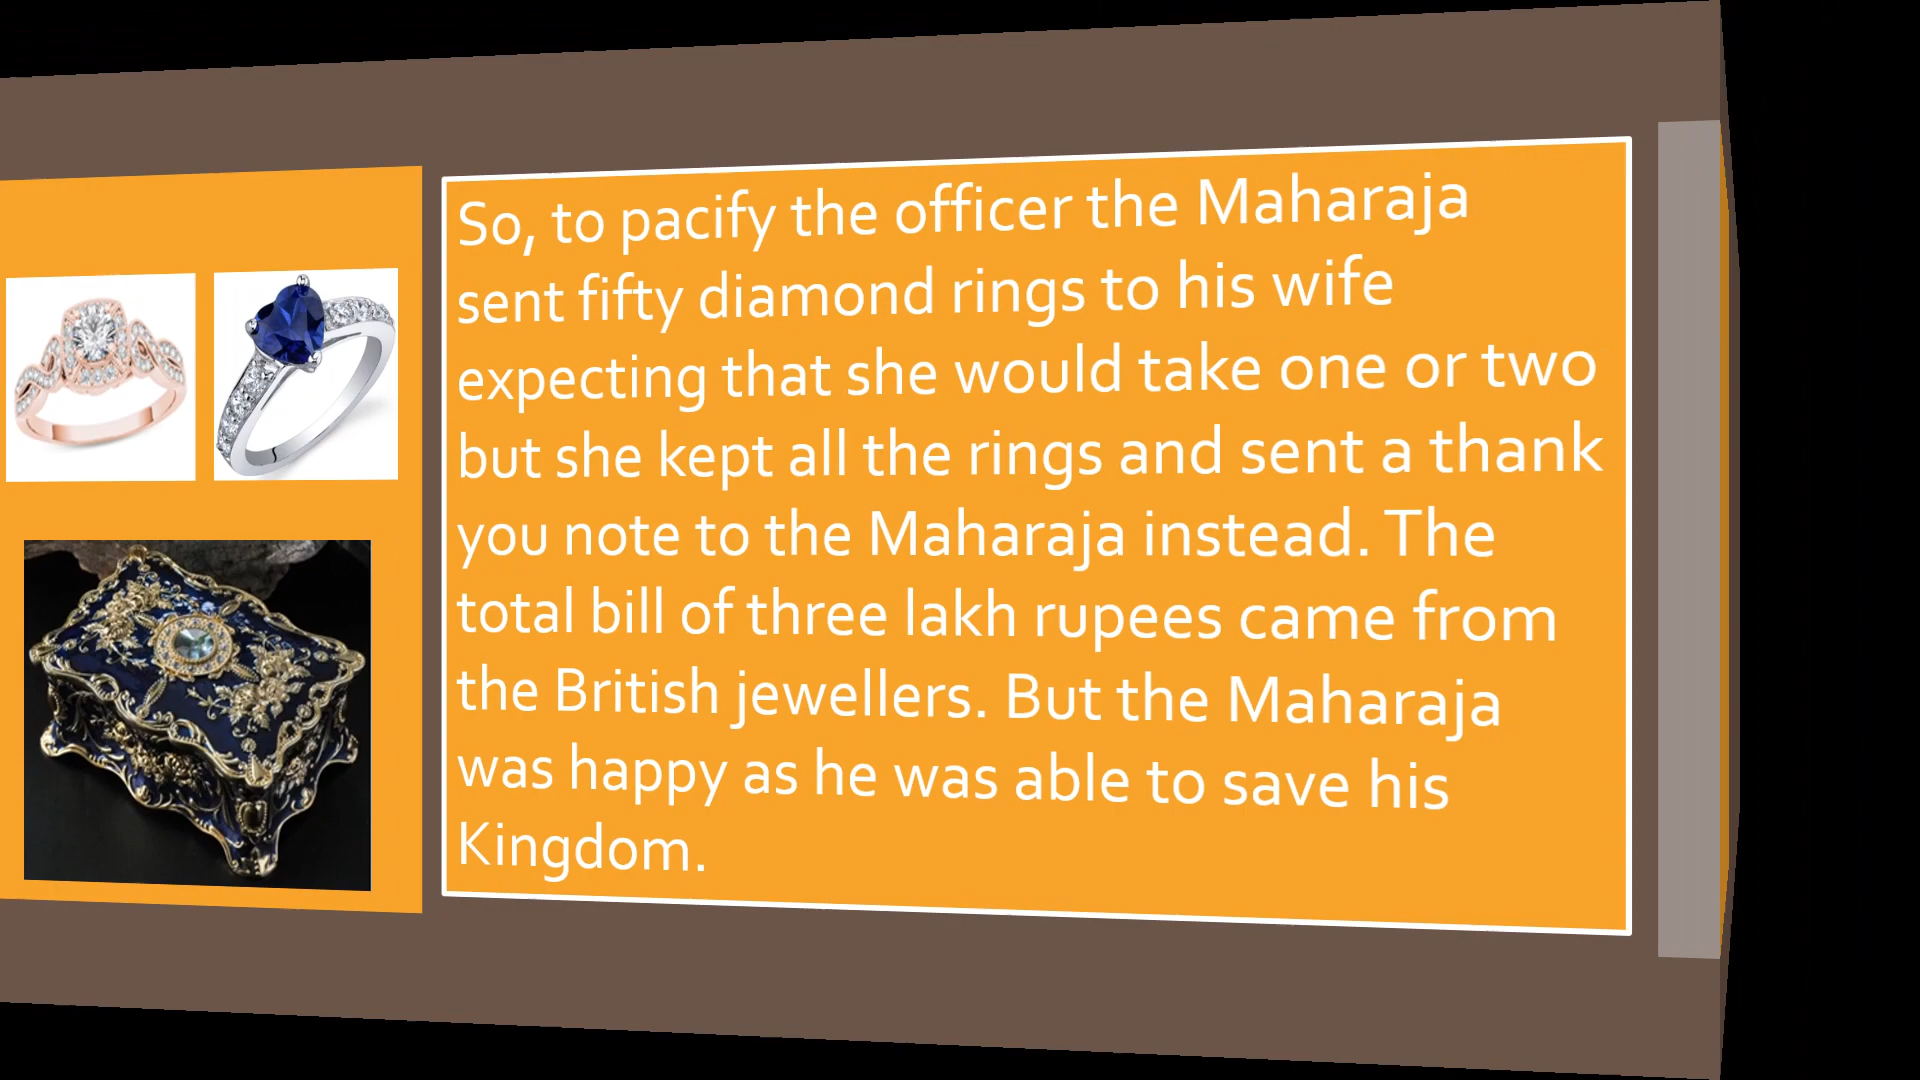 So, to pacify the officer the Maharaja
sent fifty diamond rings to his wife
expecting that she would take one or two
but she kept all the rings and sent a thank
you note to the Maharaja instead. The
total bill of three lakh rupees came from
the British jewellers. But the Maharaja
was happy as he was able to save his
Kingdom.